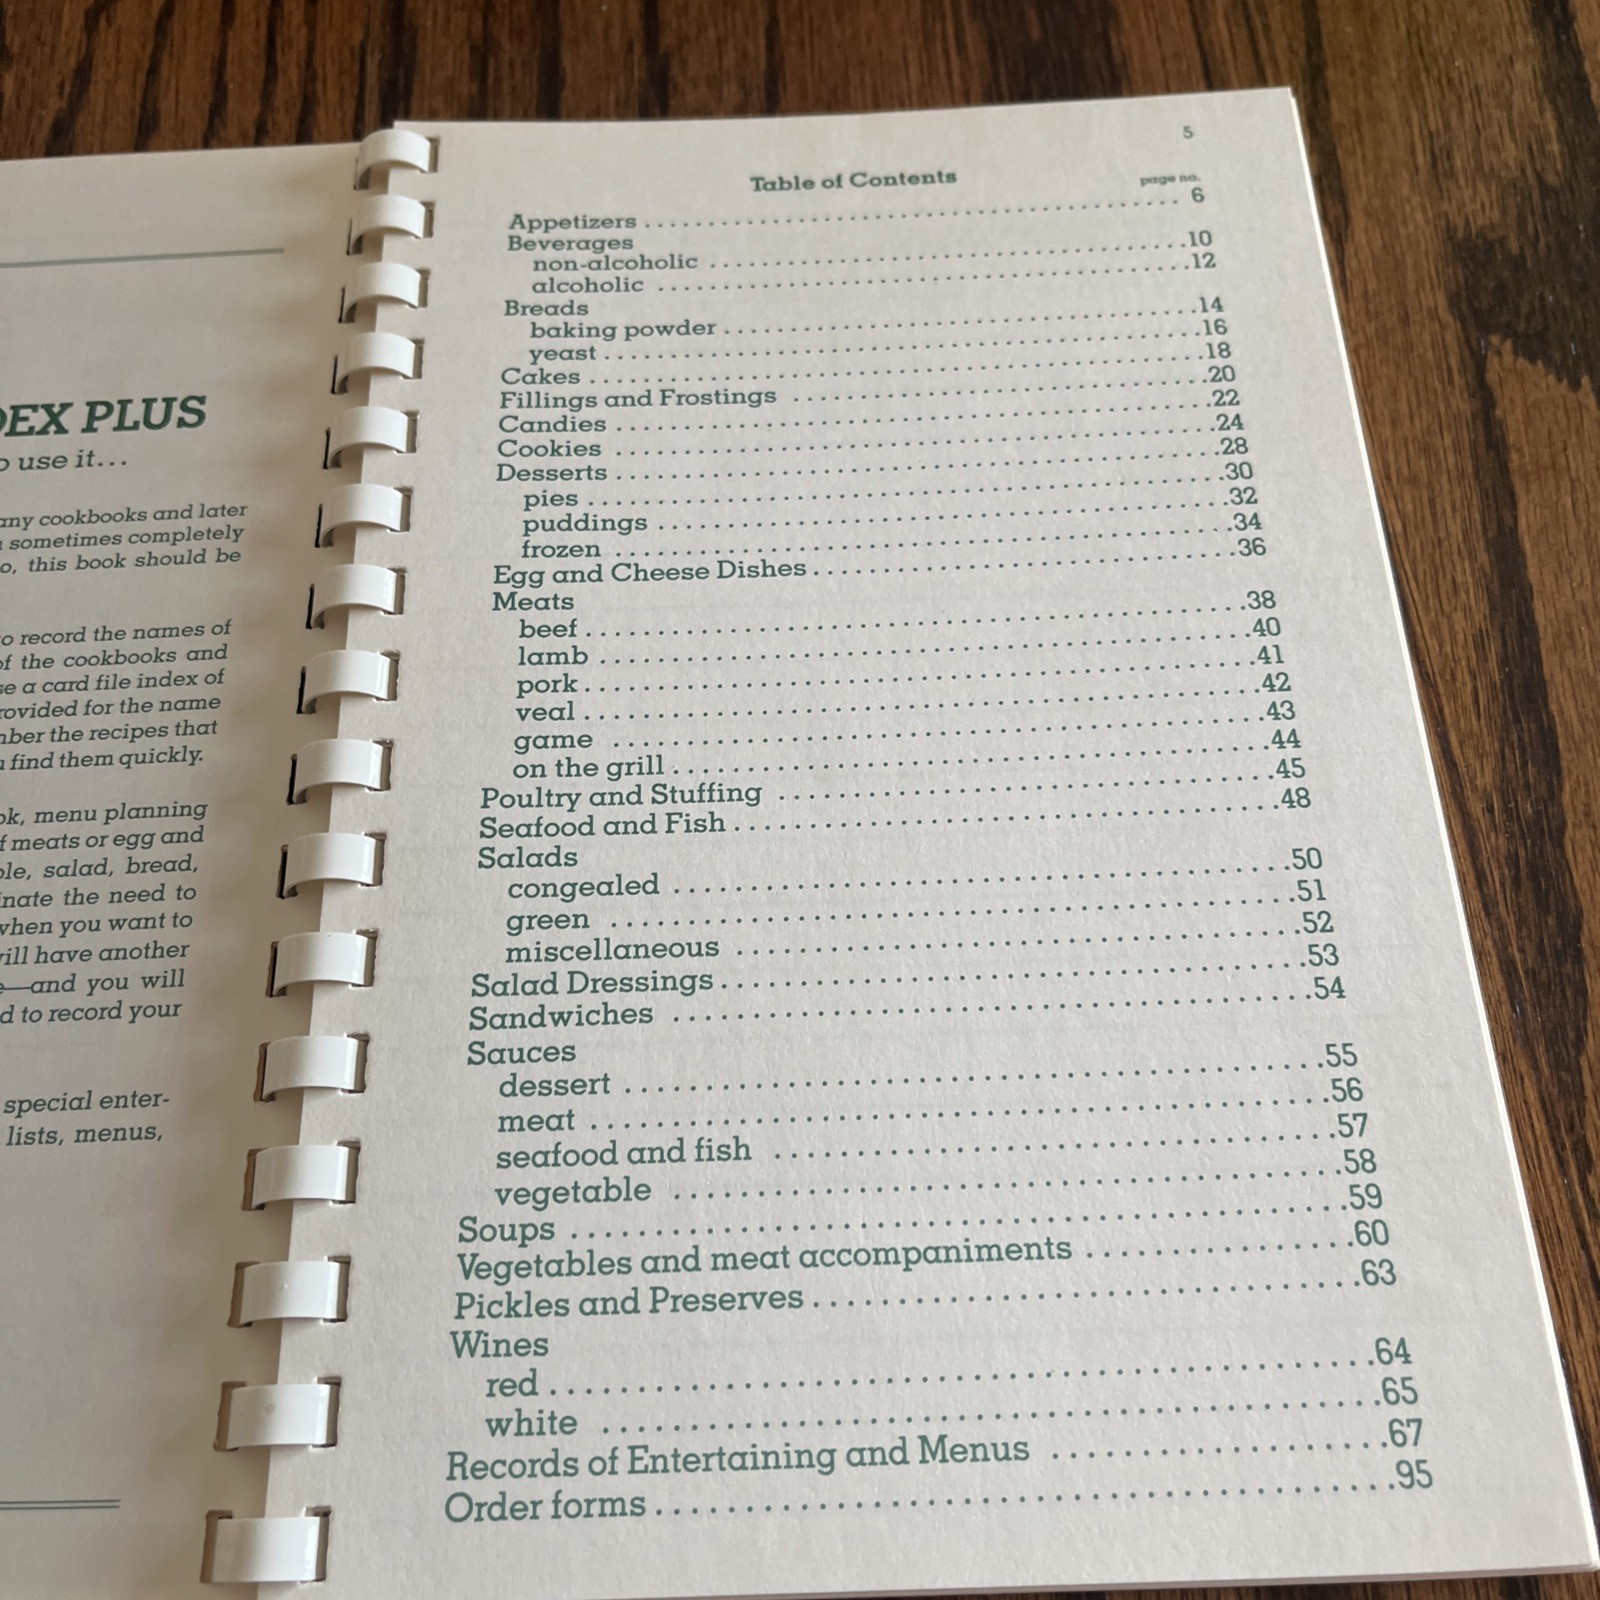 PLUS
use it...
cookbooks and later
sometimes completely
this book should be
record the names of
the cookbooks and
a card file index of
for the name
the recipes that
find them quickly.
menu planning
meats or egg and
salad, bread,
the need to
when you want to
have another
—and you will
to record your
special enter-
lists, menus,
5
Table of Contents
page no.
Appetizers . . . . . . . . . . . . . . . . . . . . 6
Beverages
non-alcoholic . . . . . . . . . . . . . . . . . . . . 10
alcoholic . . . . . . . . . . . . . . . . . . . . 12
Breads
baking powder . . . . . . . . . . . . . . . . . . . . 14
yeast . . . . . . . . . . . . . . . . . . . . 16
Cakes . . . . . . . . . . . . . . . . . . . . 18
Fillings and Frostings . . . . . . . . . . . . . . . . . . . . 20
Candies . . . . . . . . . . . . . . . . . . . . 22
Cookies . . . . . . . . . . . . . . . . . . . . 24
Desserts . . . . . . . . . . . . . . . . . . . . 28
pies . . . . . . . . . . . . . . . . . . . . 30
puddings . . . . . . . . . . . . . . . . . . . . 32
frozen . . . . . . . . . . . . . . . . . . . . 34
Egg and Cheese Dishes . . . . . . . . . . . . . . . . . . . . 36
Meats
beef . . . . . . . . . . . . . . . . . . . . 38
lamb . . . . . . . . . . . . . . . . . . . . 40
pork . . . . . . . . . . . . . . . . . . . . 41
veal . . . . . . . . . . . . . . . . . . . . 42
game . . . . . . . . . . . . . . . . . . . . 43
on the grill . . . . . . . . . . . . . . . . . . . . 44
Poultry and Stuffing . . . . . . . . . . . . . . . . . . . . 45
Seafood and Fish . . . . . . . . . . . . . . . . . . . . 48
Salads
congealed . . . . . . . . . . . . . . . . . . . . 50
green . . . . . . . . . . . . . . . . . . . . 51
miscellaneous . . . . . . . . . . . . . . . . . . . . 52
Salad Dressings . . . . . . . . . . . . . . . . . . . . 53
Sandwiches . . . . . . . . . . . . . . . . . . . . 54
Sauces
dessert . . . . . . . . . . . . . . . . . . . . 55
meat . . . . . . . . . . . . . . . . . . . . 56
seafood and fish . . . . . . . . . . . . . . . . . . . . 57
vegetable . . . . . . . . . . . . . . . . . . . . 58
Soups . . . . . . . . . . . . . . . . . . . . 59
Vegetables and meat accompaniments . . . . . . . . . . . . . . . 60
Pickles and Preserves . . . . . . . . . . . . . . . . . . . . 63
Wines
red . . . . . . . . . . . . . . . . . . . . 64
white . . . . . . . . . . . . . . . . . . . . 65
Records of Entertaining and Menus . . . . . . . . . . . . . . . . 67
Order forms . . . . . . . . . . . . . . . . . . . . 95